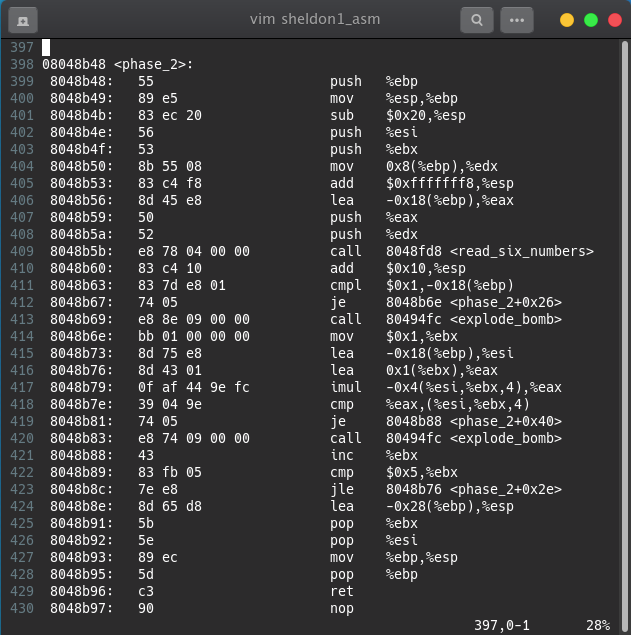 vim sheldon1_asm
397
398 08048b48 <phase_2>:
399  8048b48:   55                      push   %ebp
400  8048b49:   89 e5                   mov    %esp,%ebp
401  8048b4b:   83 ec 20                sub    $0x20,%esp
402  8048b4e:   56                      push   %esi
403  8048b4f:   53                      push   %ebx
404  8048b50:   8b 55 08                mov    0x8(%ebp),%edx
405  8048b53:   83 c4 f8                add    $0xfffffff8,%esp
406  8048b56:   8d 45 e8                lea    -0x18(%ebp),%eax
407  8048b59:   50                      push   %eax
408  8048b5a:   52                      push   %edx
409  8048b5b:   e8 78 04 00 00          call   8048fd8 <read_six_numbers>
410  8048b60:   83 c4 10                add    $0x10,%esp
411  8048b63:   83 7d e8 01             cmpl   $0x1,-0x18(%ebp)
412  8048b67:   74 05                   je     8048b6e <phase_2+0x26>
413  8048b69:   e8 8e 09 00 00          call   80494fc <explode_bomb>
414  8048b6e:   bb 01 00 00 00          mov    $0x1,%ebx
415  8048b73:   8d 75 e8                lea    -0x18(%ebp),%esi
416  8048b76:   8d 43 01                lea    0x1(%ebx),%eax
417  8048b79:   0f af 44 9e fc          imul   -0x4(%esi,%ebx,4),%eax
418  8048b7e:   39 04 9e                cmp    %eax,(%esi,%ebx,4)
419  8048b81:   74 05                   je     8048b88 <phase_2+0x40>
420  8048b83:   e8 74 09 00 00          call   80494fc <explode_bomb>
421  8048b88:   43                      inc    %ebx
422  8048b89:   83 fb 05                cmp    $0x5,%ebx
423  8048b8c:   7e e8                   jle    8048b76 <phase_2+0x2e>
424  8048b8e:   8d 65 d8                lea    -0x28(%ebp),%esp
425  8048b91:   5b                      pop    %ebx
426  8048b92:   5e                      pop    %esi
427  8048b93:   89 ec                   mov    %ebp,%esp
428  8048b95:   5d                      pop    %ebp
429  8048b96:   c3                      ret
430  8048b97:   90                      nop
397,0-1       28%